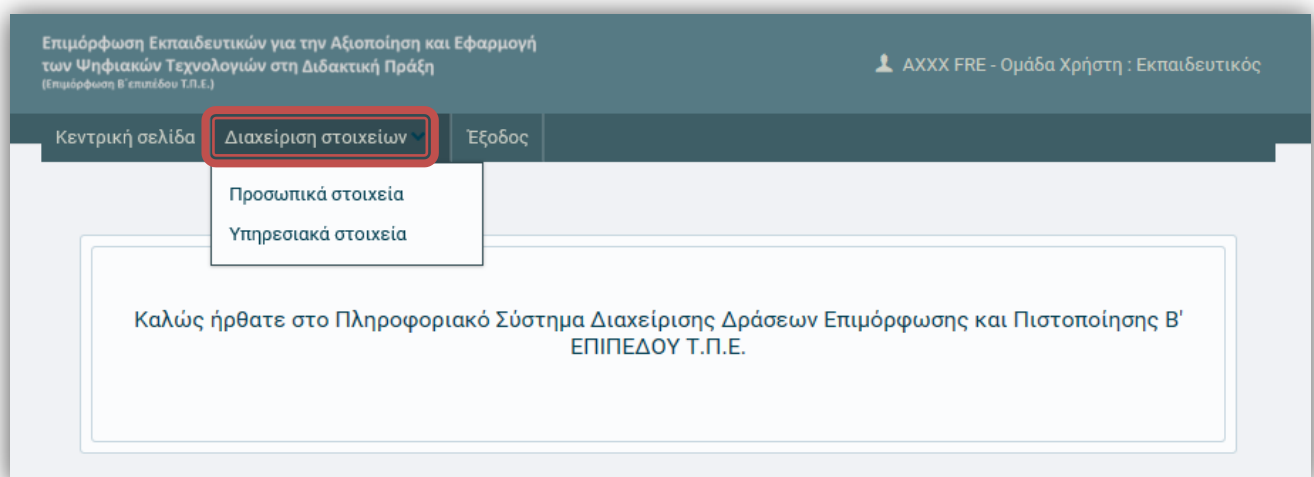 Επιμόρφωση Εκπαιδευτικών για την Αξιοποίηση και Εφαρμογή
των Ψηφιακών Τεχνολογιών στη Διδακτική Πράξη
(Επιμόρφωση Β΄επιπέδου Τ.Π.Ε.)
AXXX FRE - Ομάδα Χρήστη : Εκπαιδευτικός
Κεντρική σελίδα Διαχείριση στοιχείων Έξοδος
Προσωπικά στοιχεία
Υπηρεσιακά στοιχεία
Καλώς ήρθατε στο Πληροφοριακό Σύστημα Διαχείρισης Δράσεων Επιμόρφωσης και Πιστοποίησης Β'
ΕΠΙΠΕΔΟΥ Τ.Π.Ε.